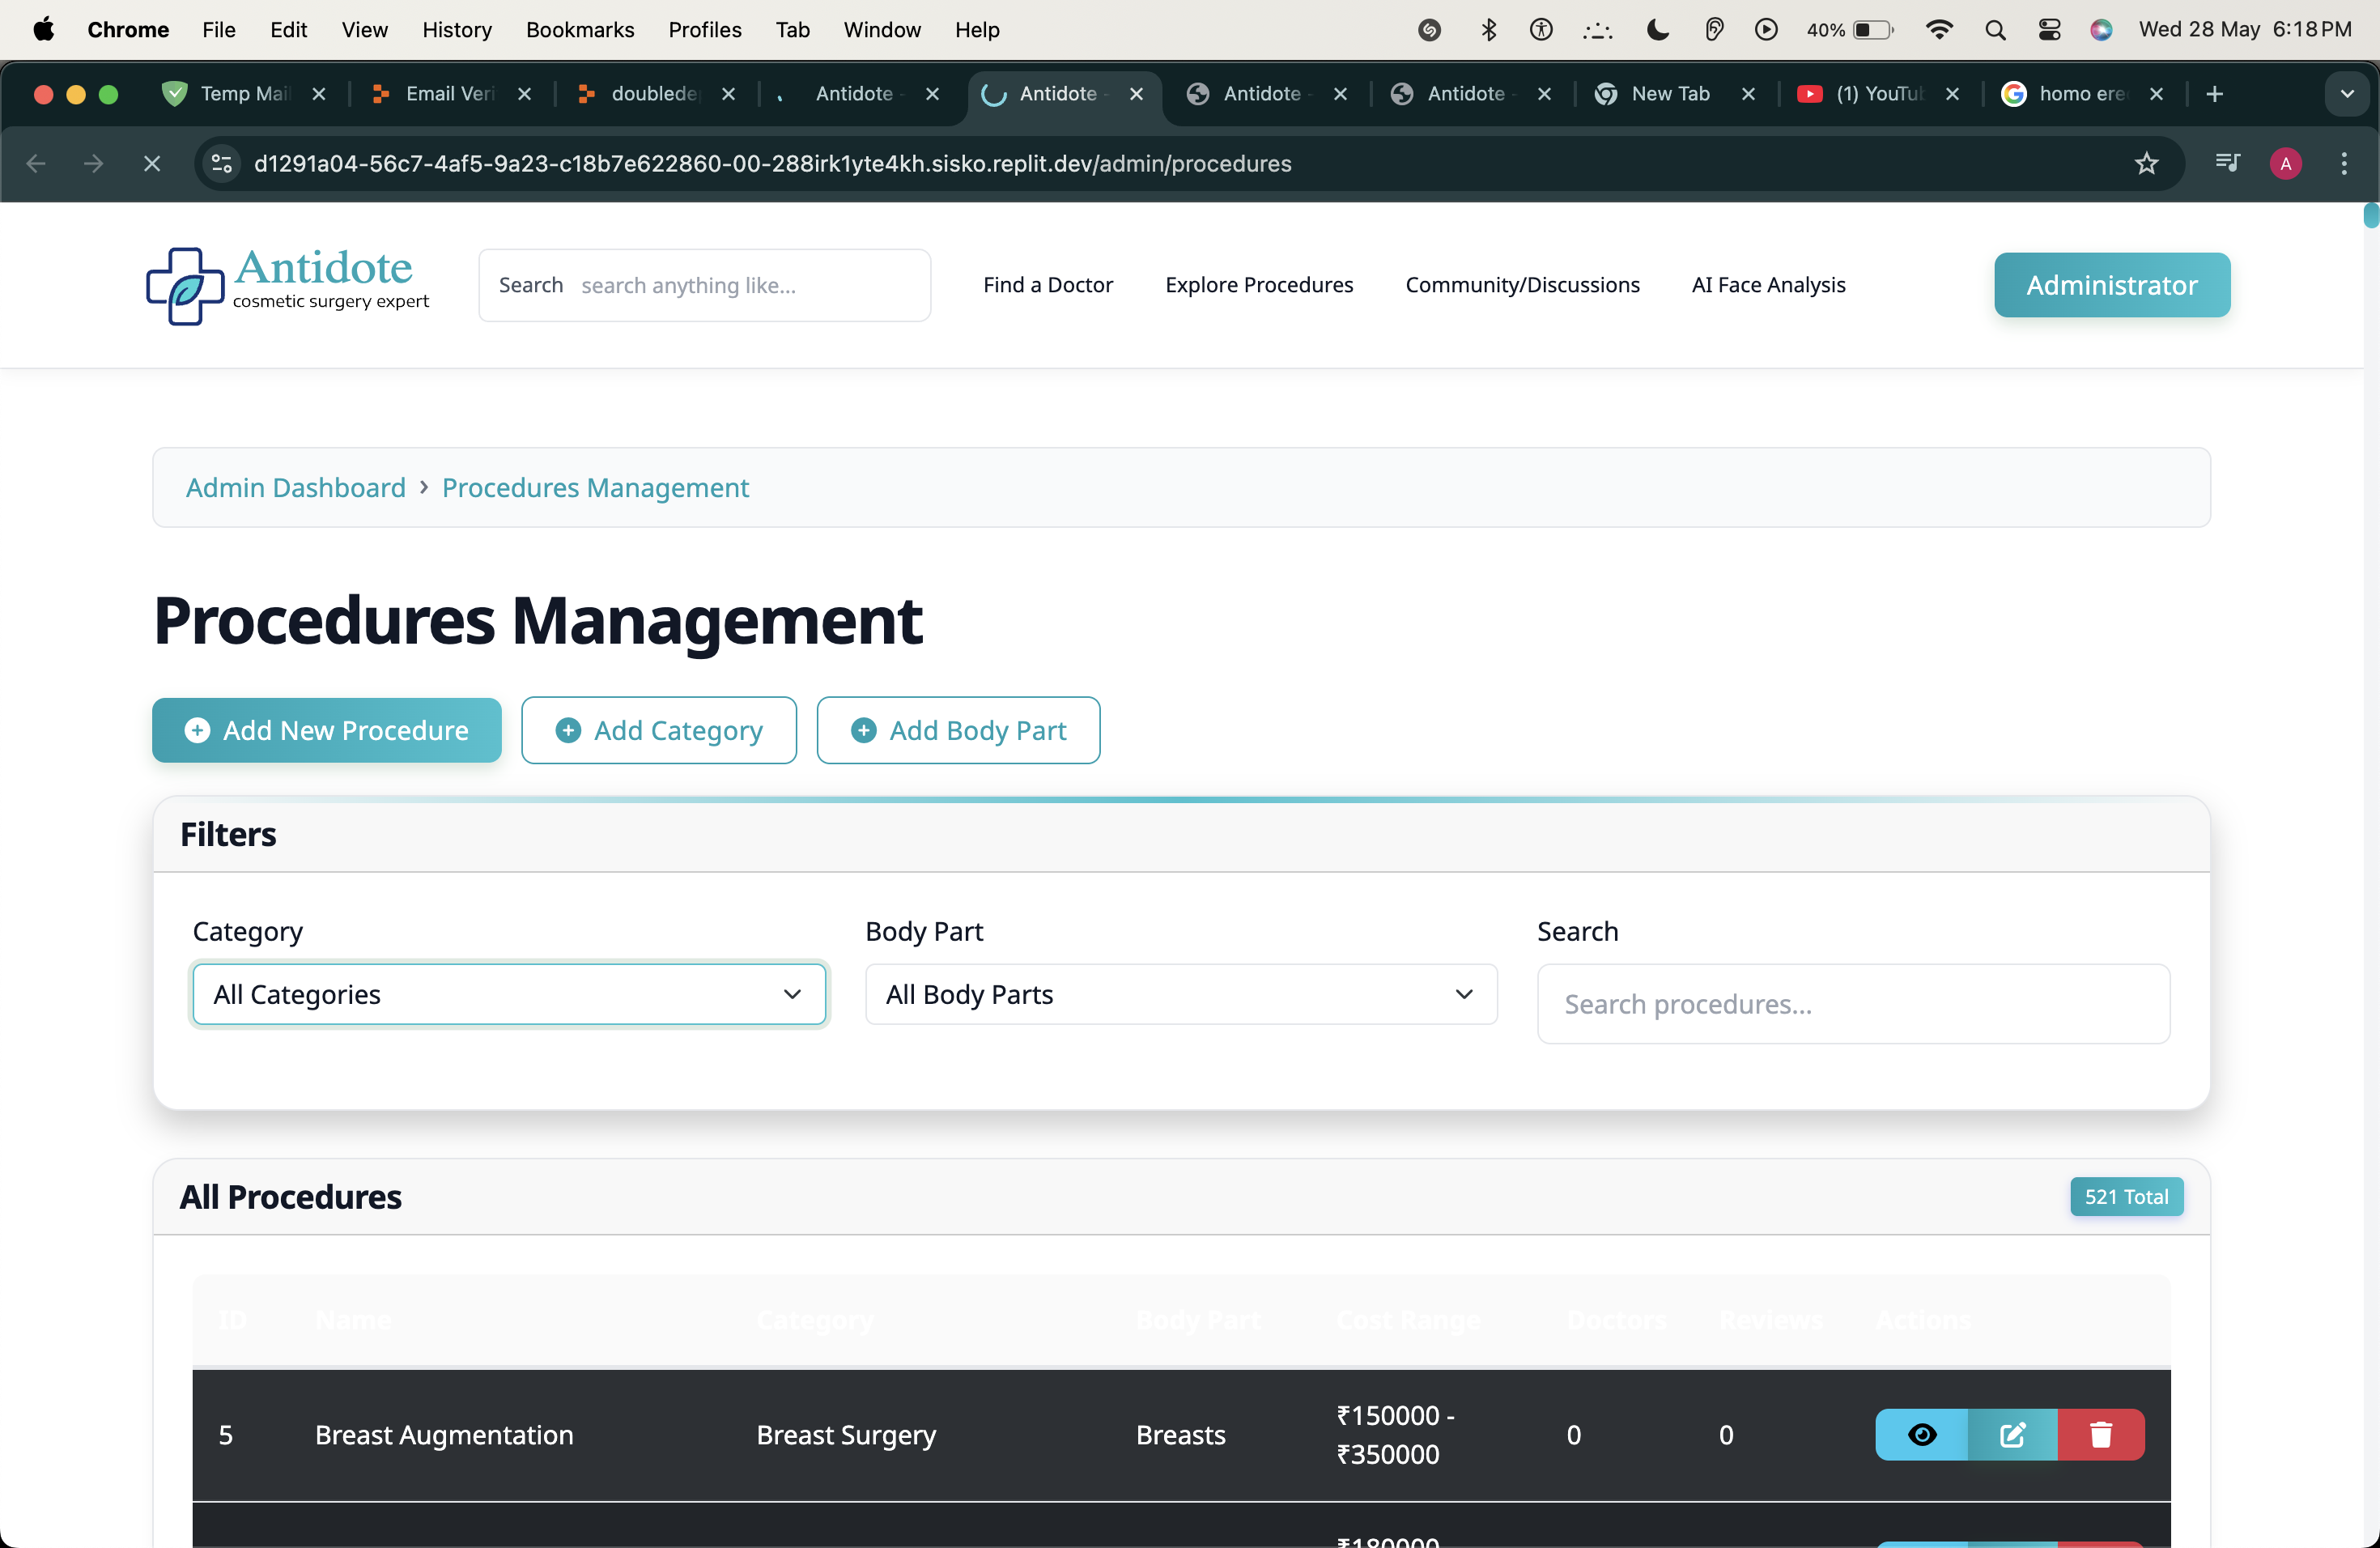 Chrome File Edit View History Bookmarks Profiles Tab Window Help 40% Wed 28 May 6:18 PM
Temp Mail Email Veri doublede Antidote - Antidote - Antidote - Antidote - New Tab (1) YouTub homo ere
d1291a04-56c7-4af5-9a23-c18b7e622860-00-288irk1yte4kh.sisko.replit.dev/admin/procedures A
Antidote
cosmetic surgery expert
Search search anything like... Find a Doctor Explore Procedures Community/Discussions AI Face Analysis Administrator
Admin Dashboard › Procedures Management
Procedures Management
Add New Procedure Add Category Add Body Part
Filters
Category Body Part Search
All Categories All Body Parts Search procedures...
All Procedures 521 Total
ID Name Category Body Part Cost Range Doctors Reviews Actions
5 Breast Augmentation Breast Surgery Breasts ₹150000 - ₹350000 0 0
₹180000